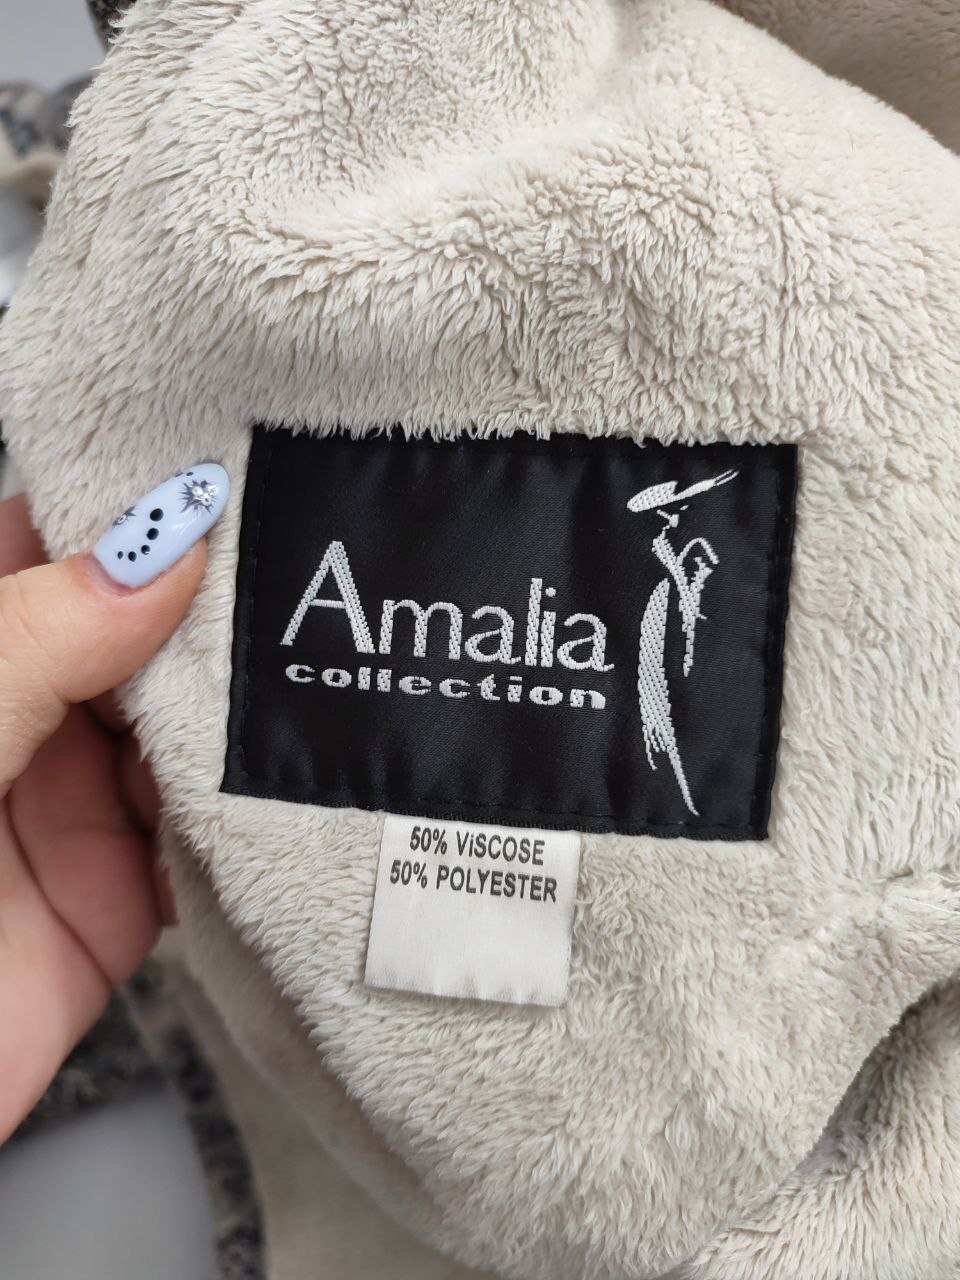 Amalia
collection
50% ViSCOSE
50% POLYESTER